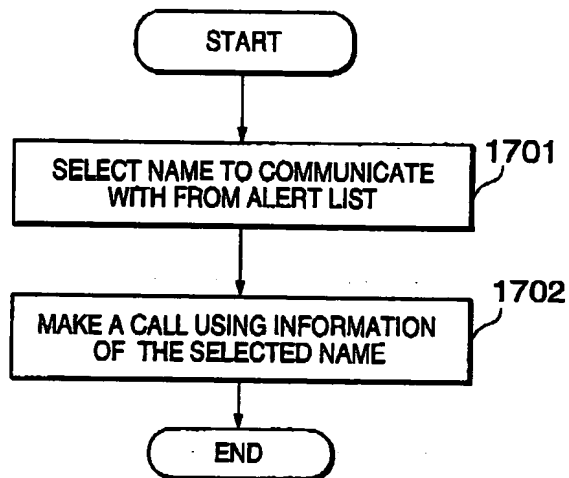 START
SELECT NAME TO COMMUNICATE
WITH FROM ALERT LIST
1701
MAKE A CALL USING INFORMATION
OF THE SELECTED NAME
1702
END